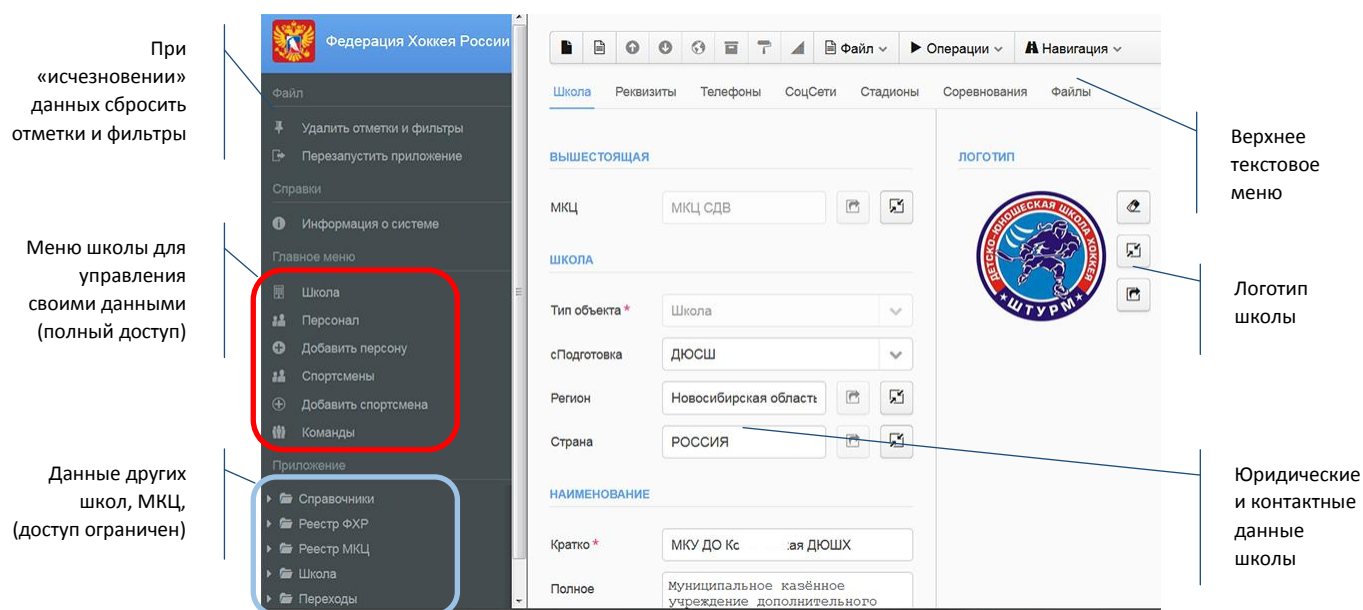 При
«исчезновении»
данных сбросить
отметки и фильтры
Меню школы для
управления
своими данными
(полный доступ)
Данные других
школ, МКЦ,
(доступ ограничен)
Федерация Хоккея России
Файл
Удалить отметки и фильтры
Перезапустить приложение
Справки
Информация о системе
Главное меню
Школа
Персонал
Добавить персону
Спортсмены
Добавить спортсмена
Команды
Приложение
Справочники
Реестр ФХР
Реестр МКЦ
Школа
Переходы
Файл Операции Навигация
Школа Реквизиты Телефоны СоцСети Стадионы Соревнования Файлы
ВЫШЕСТОЯЩАЯ
МКЦ МКЦ СДВ
ШКОЛА
Тип объекта * Школа
сПодготовка ДЮСШ
Регион Новосибирская область
Страна РОССИЯ
НАИМЕНОВАНИЕ
Кратко * МКУ ДО Кс ая ДЮШХ
Полное Муниципальное казённое
учреждение дополнительного
ЛОГОТИП
ДЕТСКО-ЮНОШЕСКАЯ ШКОЛА ХОККЕЯ
ШТУРМ
Верхнее
текстовое
меню
Логотип
школы
Юридические
и контактные
данные
школы